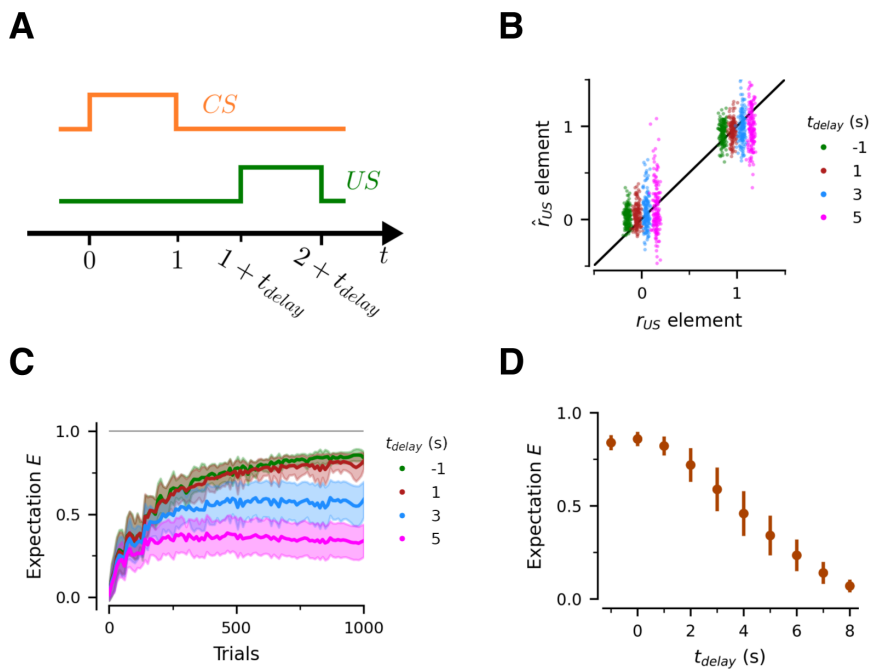 A
CS
US
0
1
1 + t_delay
2 + t_delay
t
B
1
0
r̂_US element
0
1
r_US element
t_delay (s)
-1
1
3
5
C
1.0
0.5
0.0
Expectation E
0
500
1000
Trials
t_delay (s)
-1
1
3
5
D
1.0
0.5
0.0
Expectation E
0
2
4
6
8
t_delay (s)